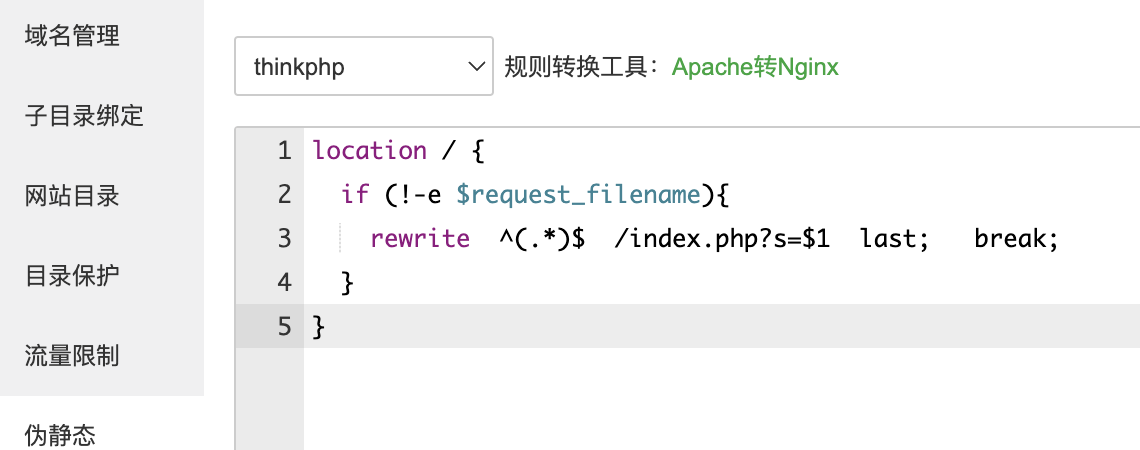 域名管理
子目录绑定
网站目录
目录保护
流量限制
伪静态
thinkphp 规则转换工具：Apache转Nginx
1 location / {
2   if (!-e $request_filename){
3     rewrite  ^(.*)$  /index.php?s=$1  last;   break;
4   }
5 }